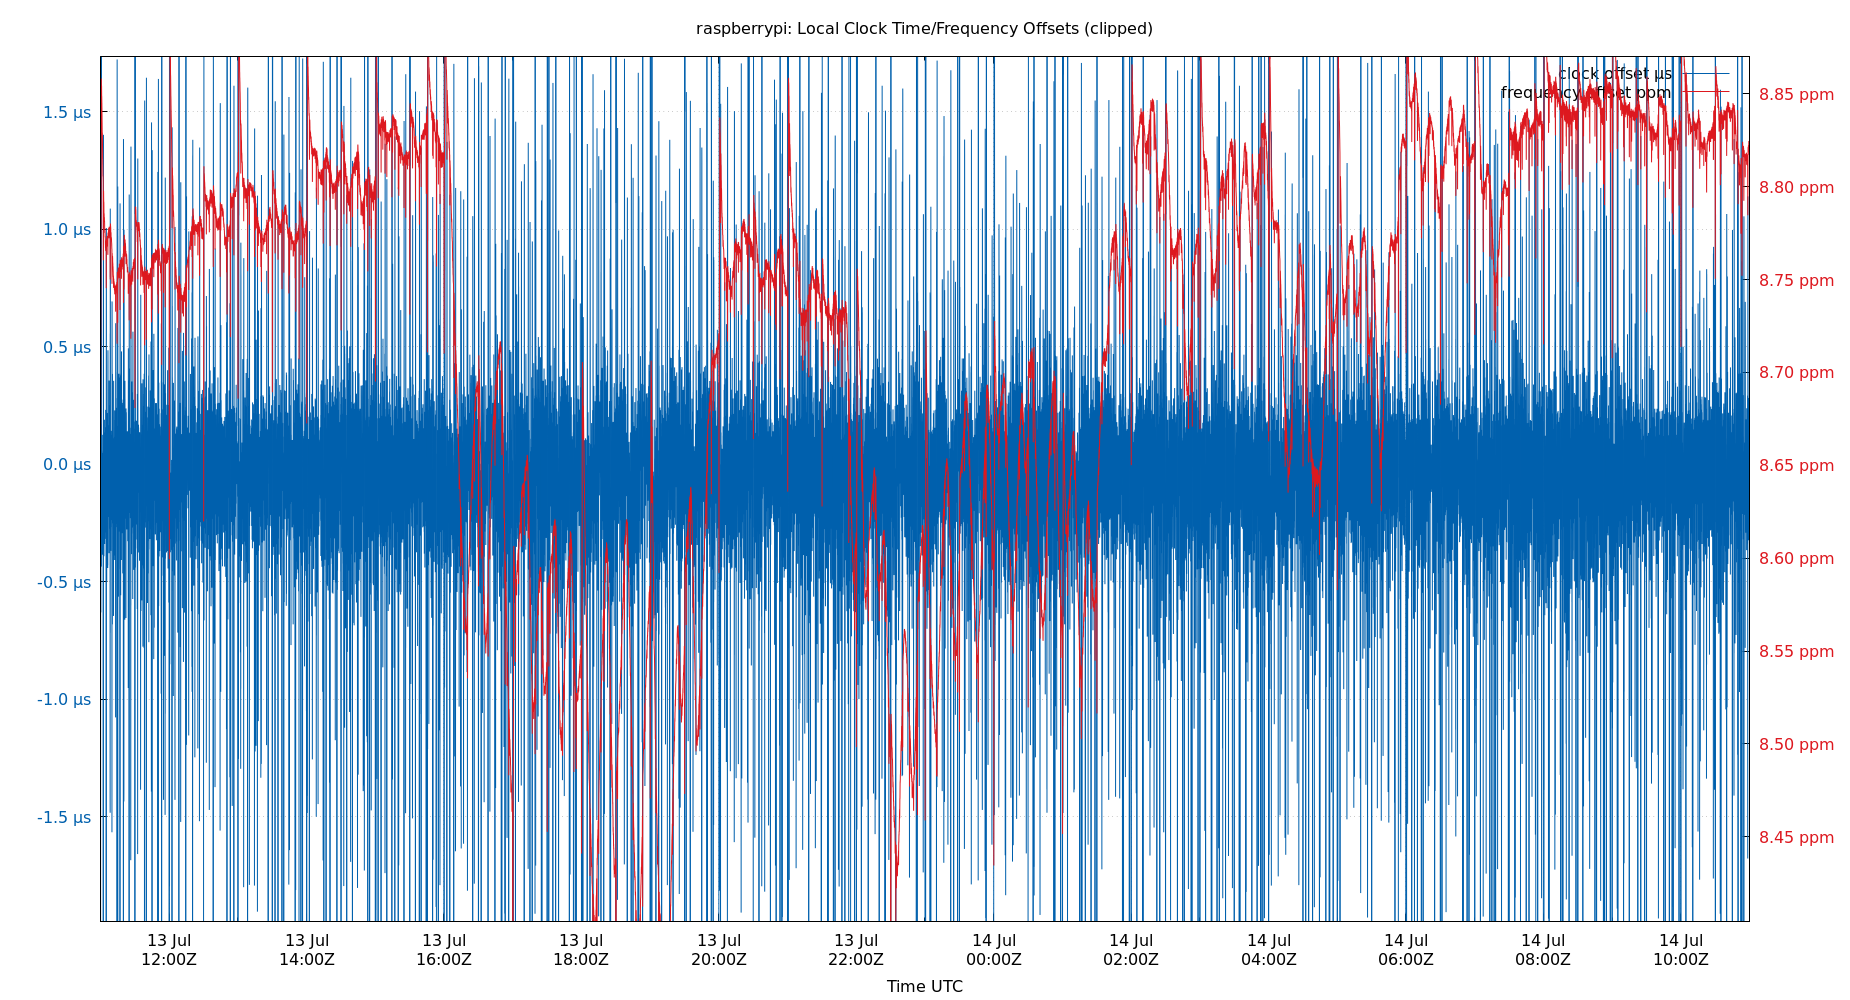 raspberrypi: Local Clock Time/Frequency Offsets (clipped)
clock offset µs
frequency offset ppm
1.5 µs
1.0 µs
0.5 µs
0.0 µs
-0.5 µs
-1.0 µs
-1.5 µs
8.85 ppm
8.80 ppm
8.75 ppm
8.70 ppm
8.65 ppm
8.60 ppm
8.55 ppm
8.50 ppm
8.45 ppm
13 Jul 13 Jul 13 Jul 13 Jul 13 Jul 13 Jul 14 Jul 14 Jul 14 Jul 14 Jul 14 Jul 14 Jul
12:00Z 14:00Z 16:00Z 18:00Z 20:00Z 22:00Z 00:00Z 02:00Z 04:00Z 06:00Z 08:00Z 10:00Z
Time UTC